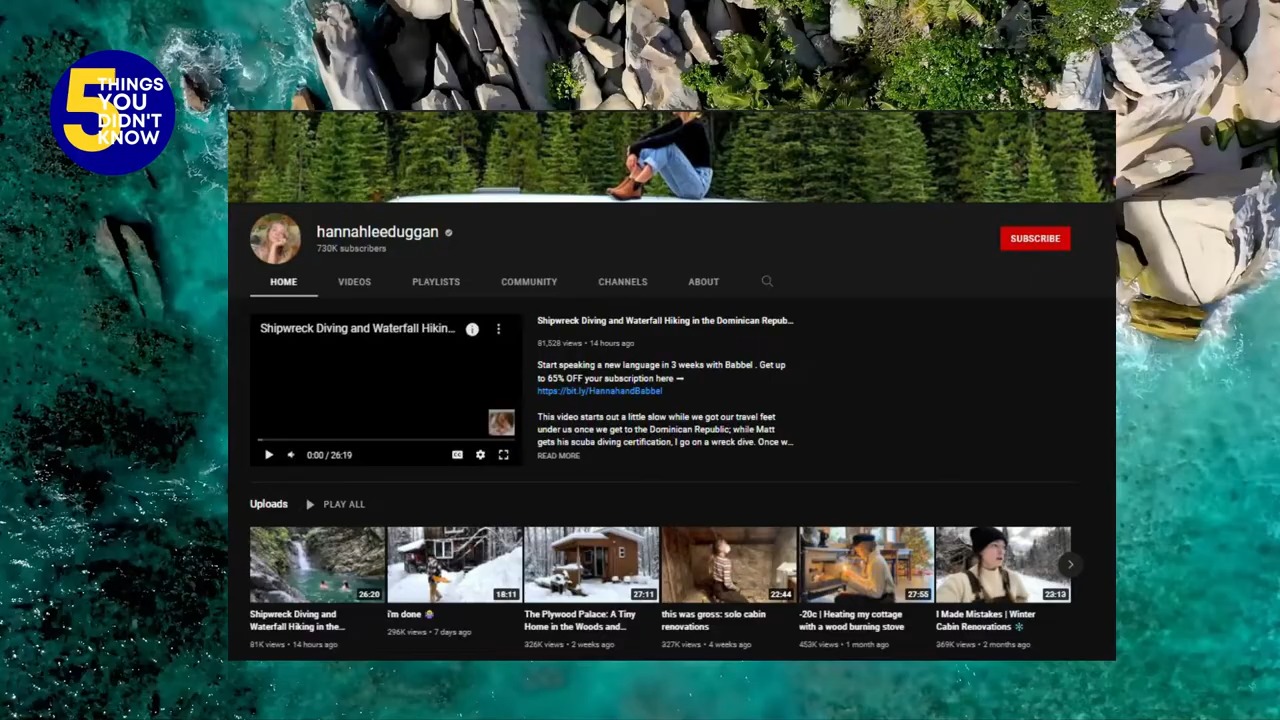 5 THINGS
YOU
DIDN'T
KNOW
hannahleeduggan
730K subscribers
SUBSCRIBE
HOME VIDEOS PLAYLISTS COMMUNITY CHANNELS ABOUT
Shipwreck Diving and Waterfall Hikin...
0:00 / 26:19
Shipwreck Diving and Waterfall Hiking in the Dominican Repub...
81,528 views • 14 hours ago
Start speaking a new language in 3 weeks with Babbel . Get up
to 65% OFF your subscription here ➞
https://bit.ly/HannahandBabbel
This video starts out a little slow while we got our travel feet
under us once we get to the Dominican Republic; while Matt
gets his scuba diving certification, I go on a wreck dive. Once w...
READ MORE
Uploads PLAY ALL
26:20
Shipwreck Diving and
Waterfall Hiking in the...
81K views • 14 hours ago
18:11
i'm done
296K views • 7 days ago
27:11
The Plywood Palace: A Tiny
Home in the Woods and...
326K views • 2 weeks ago
22:44
this was gross: solo cabin
renovations
327K views • 4 weeks ago
27:55
-20c | Heating my cottage
with a wood burning stove
453K views • 1 month ago
23:13
I Made Mistakes | Winter
Cabin Renovations ❄
369K views • 2 months ago